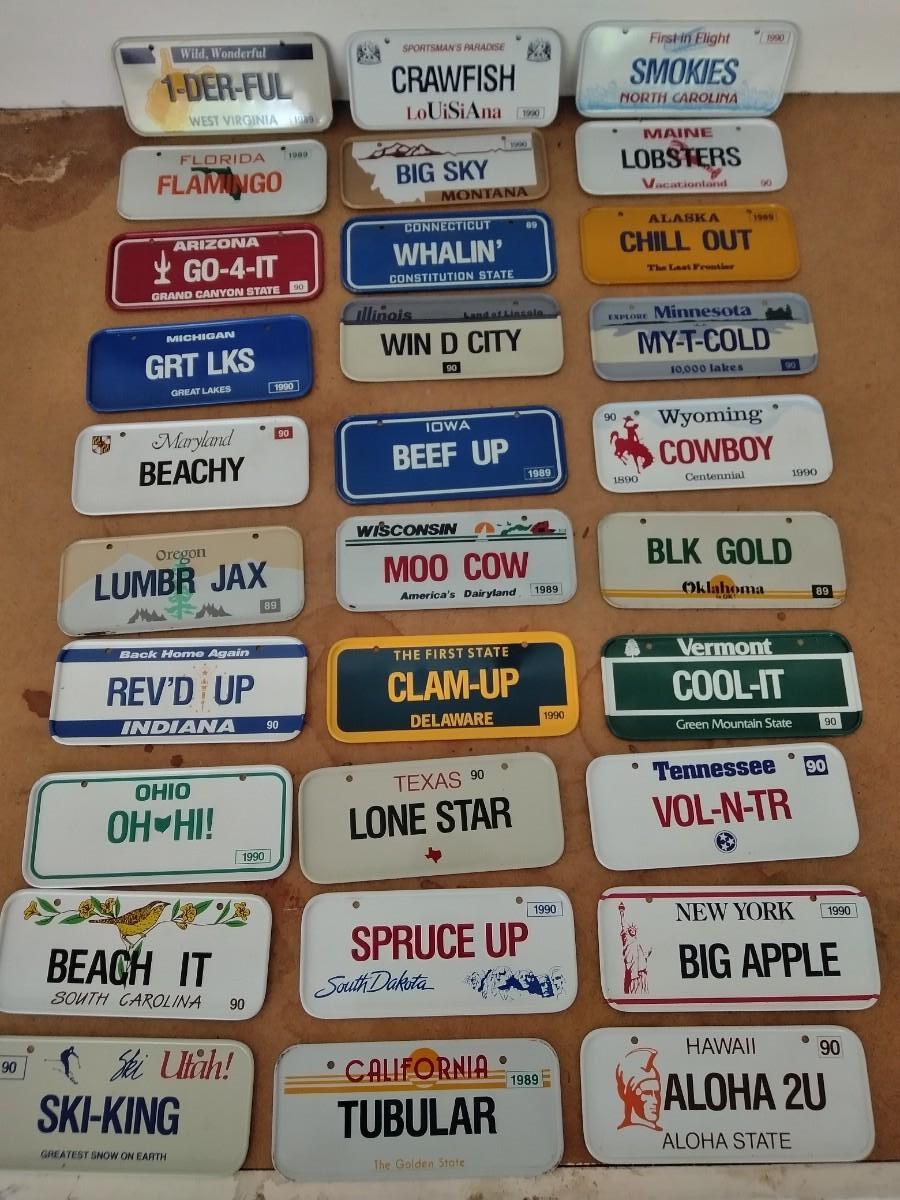 Wild, Wonderful
1-DER-FUL
WEST VIRGINIA 1989
SPORTSMAN'S PARADISE
CRAWFISH
LoUiSiAna 1990
First in Flight 1990
SMOKIES
NORTH CAROLINA
FLORIDA 1989
FLAMINGO
1990
BIG SKY
MONTANA
MAINE
LOBSTERS
Vacationland 90
ARIZONA
GO-4-IT
GRAND CANYON STATE 90
CONNECTICUT 89
WHALIN'
CONSTITUTION STATE
ALASKA 1989
CHILL OUT
The Last Frontier
MICHIGAN
GRT LKS
GREAT LAKES 1990
Illinois Land of Lincoln
WIN D CITY
90
EXPLORE Minnesota
MY-T-COLD
10,000 lakes 90
Maryland 90
BEACHY
IOWA
BEEF UP
1989
90 Wyoming
COWBOY
1890 Centennial 1990
Oregon
LUMBR JAX
89
WISCONSIN
MOO COW
America's Dairyland 1989
BLK GOLD
Oklahoma 89
Back Home Again
REV'D UP
INDIANA 90
THE FIRST STATE
CLAM-UP
DELAWARE 1990
Vermont
COOL-IT
Green Mountain State 90
OHIO
OH HI!
1990
TEXAS 90
LONE STAR
Tennessee 90
VOL-N-TR
BEACH IT
SOUTH CAROLINA 90
1990
SPRUCE UP
South Dakota
NEW YORK 1990
BIG APPLE
90 Ski Utah!
SKI-KING
GREATEST SNOW ON EARTH
CALIFORNIA 1989
TUBULAR
The Golden State
HAWAII 90
ALOHA 2U
ALOHA STATE